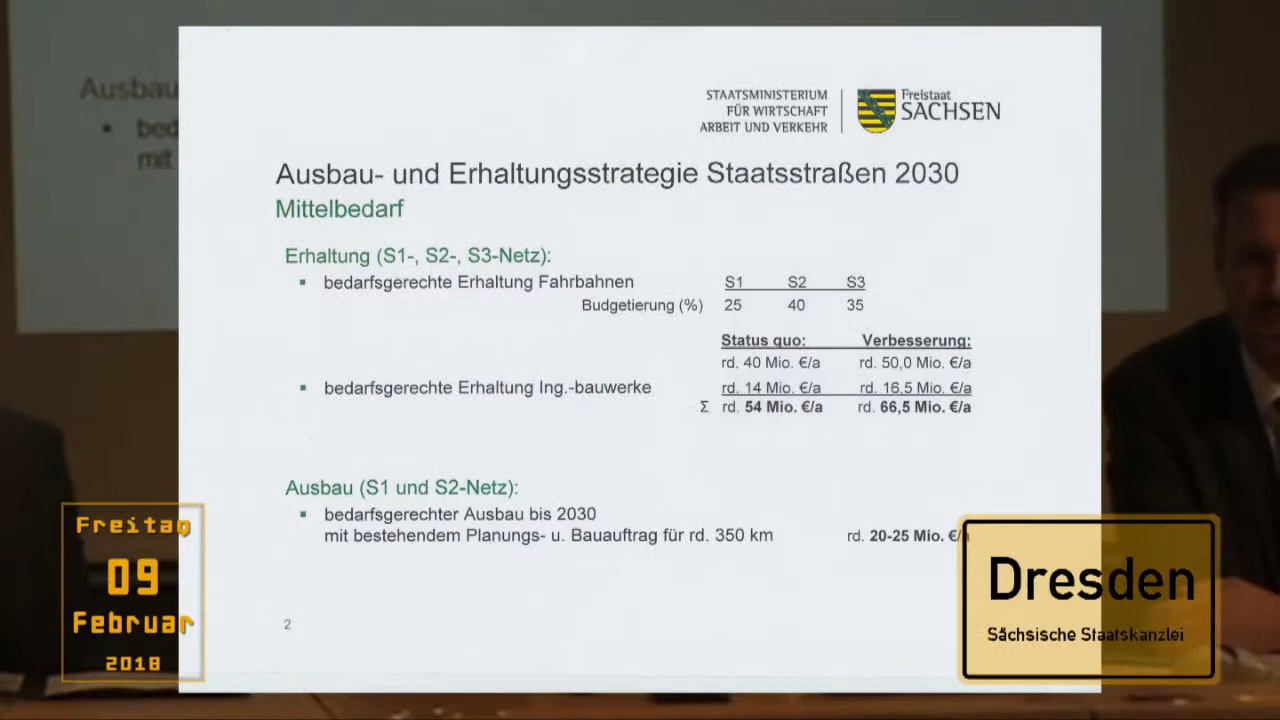 Ausbau
bed
mit
STAATSMINISTERIUM
FÜR WIRTSCHAFT
ARBEIT UND VERKEHR
Freistaat
SACHSEN
Ausbau- und Erhaltungsstrategie Staatsstraßen 2030
Mittelbedarf
Erhaltung (S1-, S2-, S3-Netz):
▪ bedarfsgerechte Erhaltung Fahrbahnen S1 S2 S3
Budgetierung (%) 25 40 35
Status quo: Verbesserung:
rd. 40 Mio. €/a rd. 50,0 Mio. €/a
▪ bedarfsgerechte Erhaltung Ing.-bauwerke rd. 14 Mio. €/a rd. 16,5 Mio. €/a
Σ rd. 54 Mio. €/a rd. 66,5 Mio. €/a
Ausbau (S1 und S2-Netz):
▪ bedarfsgerechter Ausbau bis 2030
mit bestehendem Planungs- u. Bauauftrag für rd. 350 km rd. 20-25 Mio. €/
2
Freitag
09
Februar
2018
Dresden
Sächsische Staatskanzlei